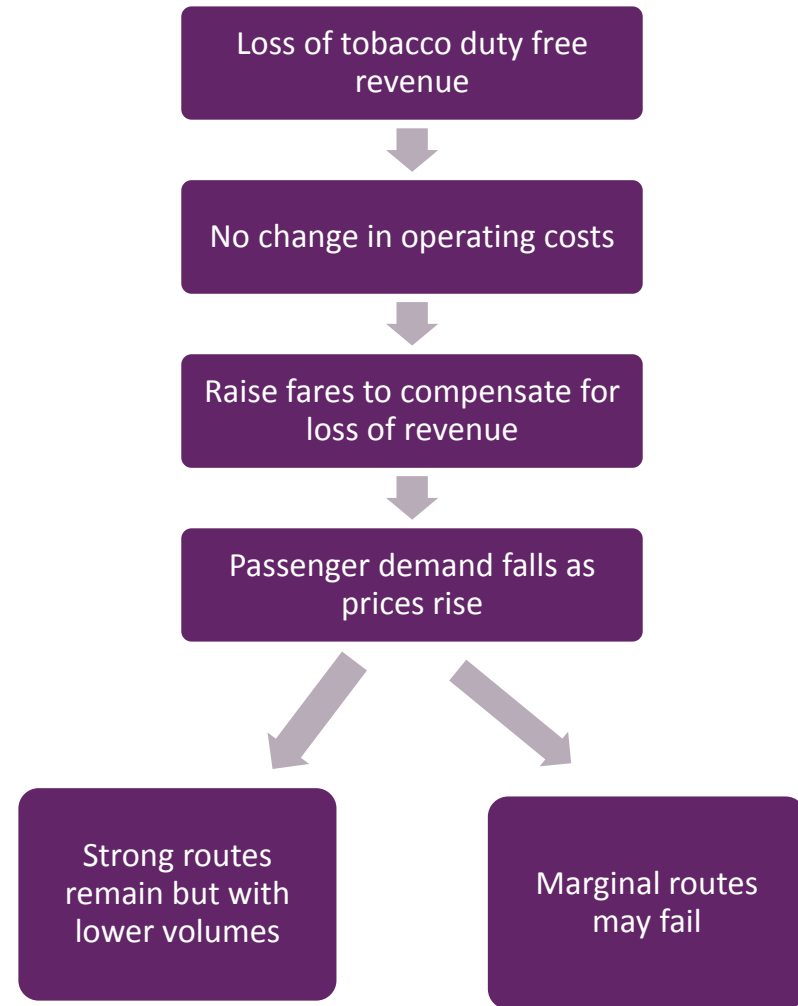 Loss of tobacco duty free
revenue
No change in operating costs
Raise fares to compensate for
loss of revenue
Passenger demand falls as
prices rise
Strong routes
remain but with
lower volumes
Marginal routes
may fail